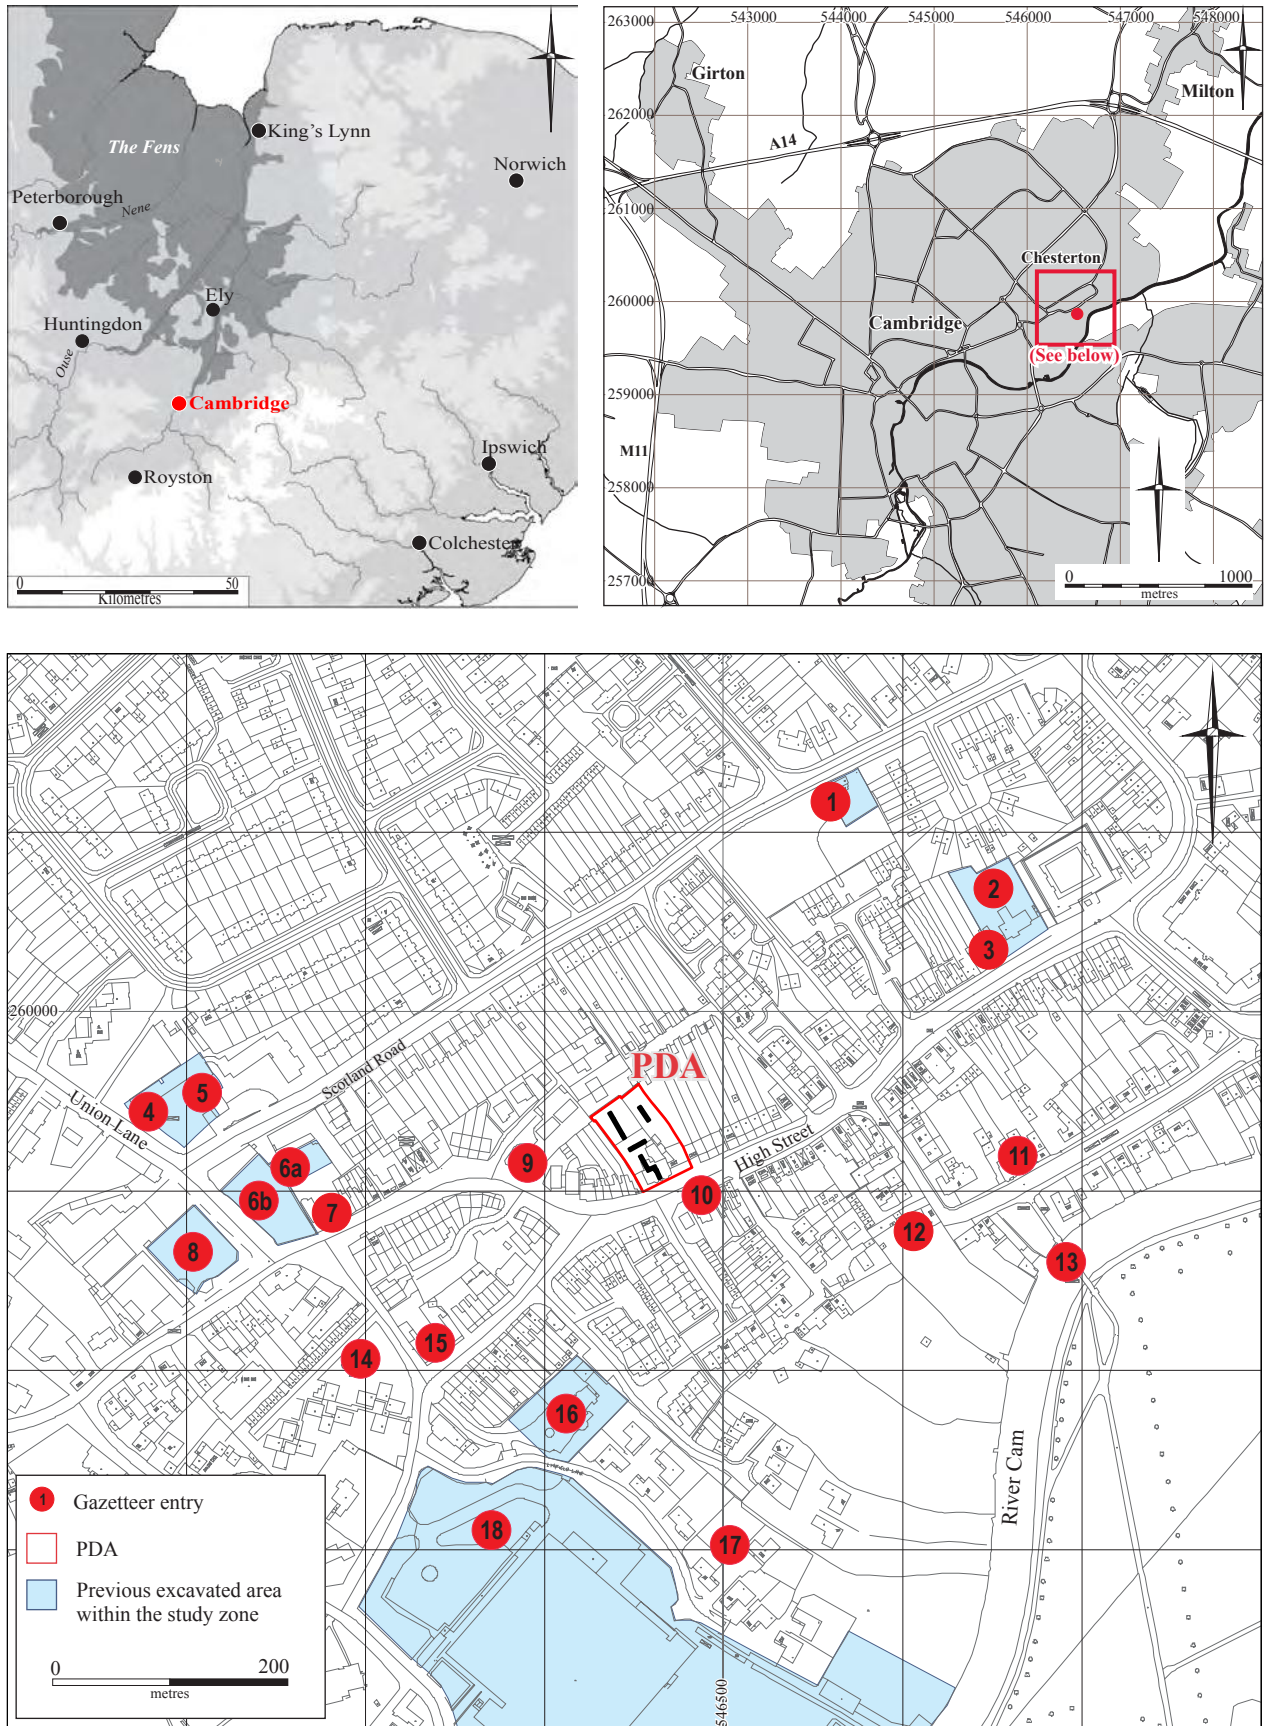 The Fens
King's Lynn
Norwich
Peterborough
Nene
Ely
Huntingdon
Ouse
Cambridge
Royston
Ipswich
Colchester
0 50
Kilometres
543000 544000 545000 546000 547000 548000
263000
Girton
Milton
262000
A14
261000
Chesterton
260000
Cambridge
(See below)
259000
M11
258000
257000
0 1000
metres
1
2
3
260000
Scotland Road
PDA
Union Lane
4
5
High Street
6a
9
11
6b
7
10
12
8
13
15
14
16
River Cam
18
17
1 Gazetteer entry
PDA
Previous excavated area
within the study zone
0 200
metres
546500